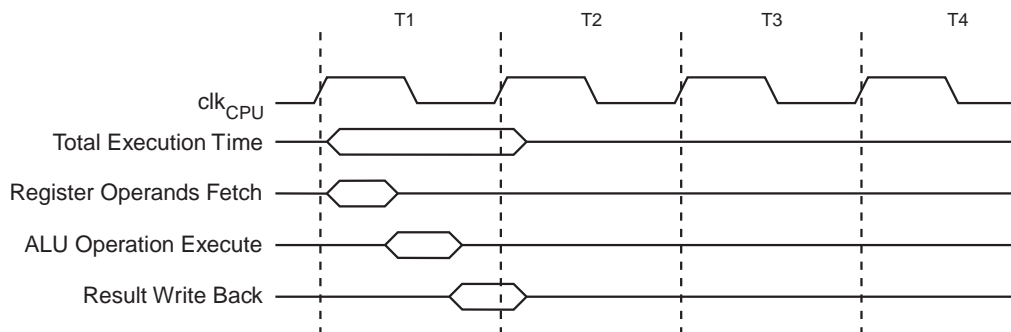 T1 T2 T3 T4
clkCPU
Total Execution Time
Register Operands Fetch
ALU Operation Execute
Result Write Back